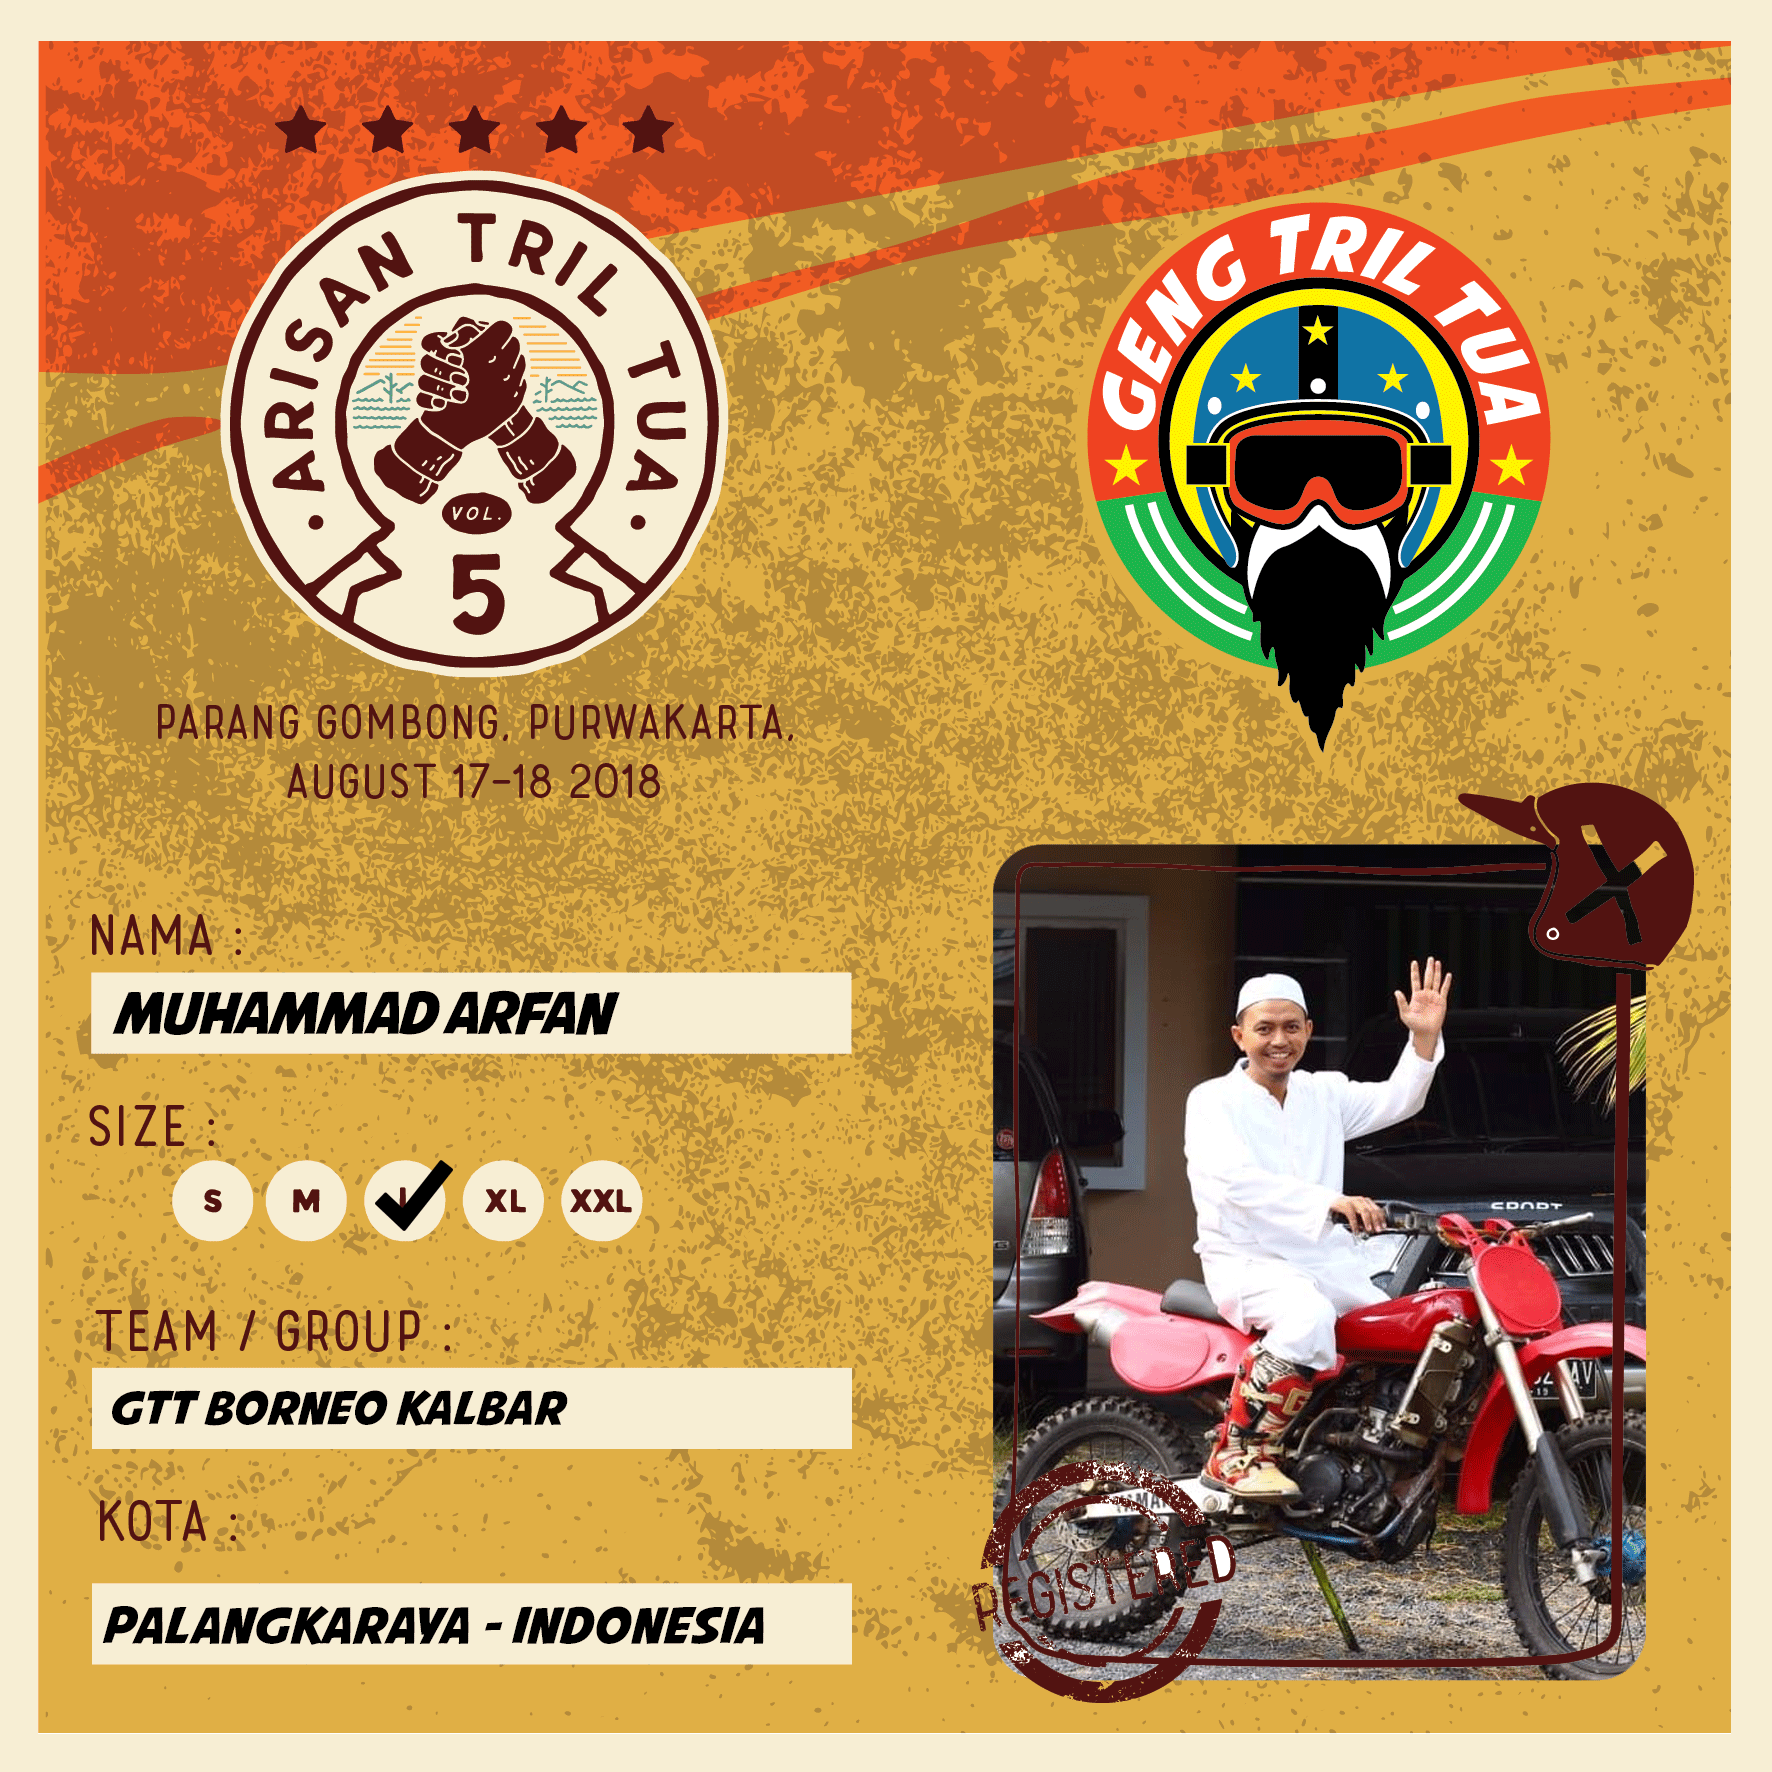 ARISAN TRIL TUA
VOL.
5
GENG TRIL TUA
PARANG GOMBONG, PURWAKARTA,
AUGUST 17-18 2018
NAMA :
MUHAMMAD ARFAN
SIZE :
S M L XL XXL
TEAM / GROUP :
GTT BORNEO KALBAR
KOTA :
PALANGKARAYA - INDONESIA
SPORT
REGISTERED